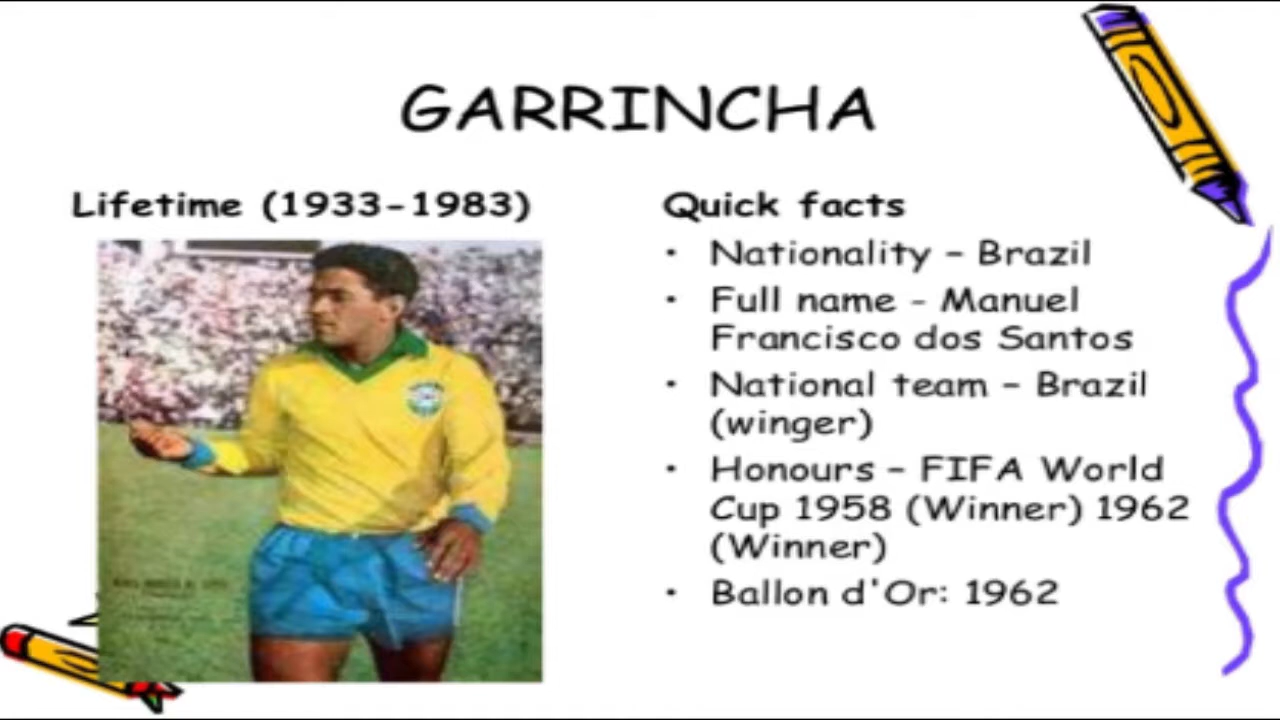 GARRINCHA
Lifetime (1933-1983)
Quick facts
• Nationality – Brazil
• Full name - Manuel
Francisco dos Santos
• National team – Brazil
(winger)
• Honours – FIFA World
Cup 1958 (Winner) 1962
(Winner)
• Ballon d'Or: 1962